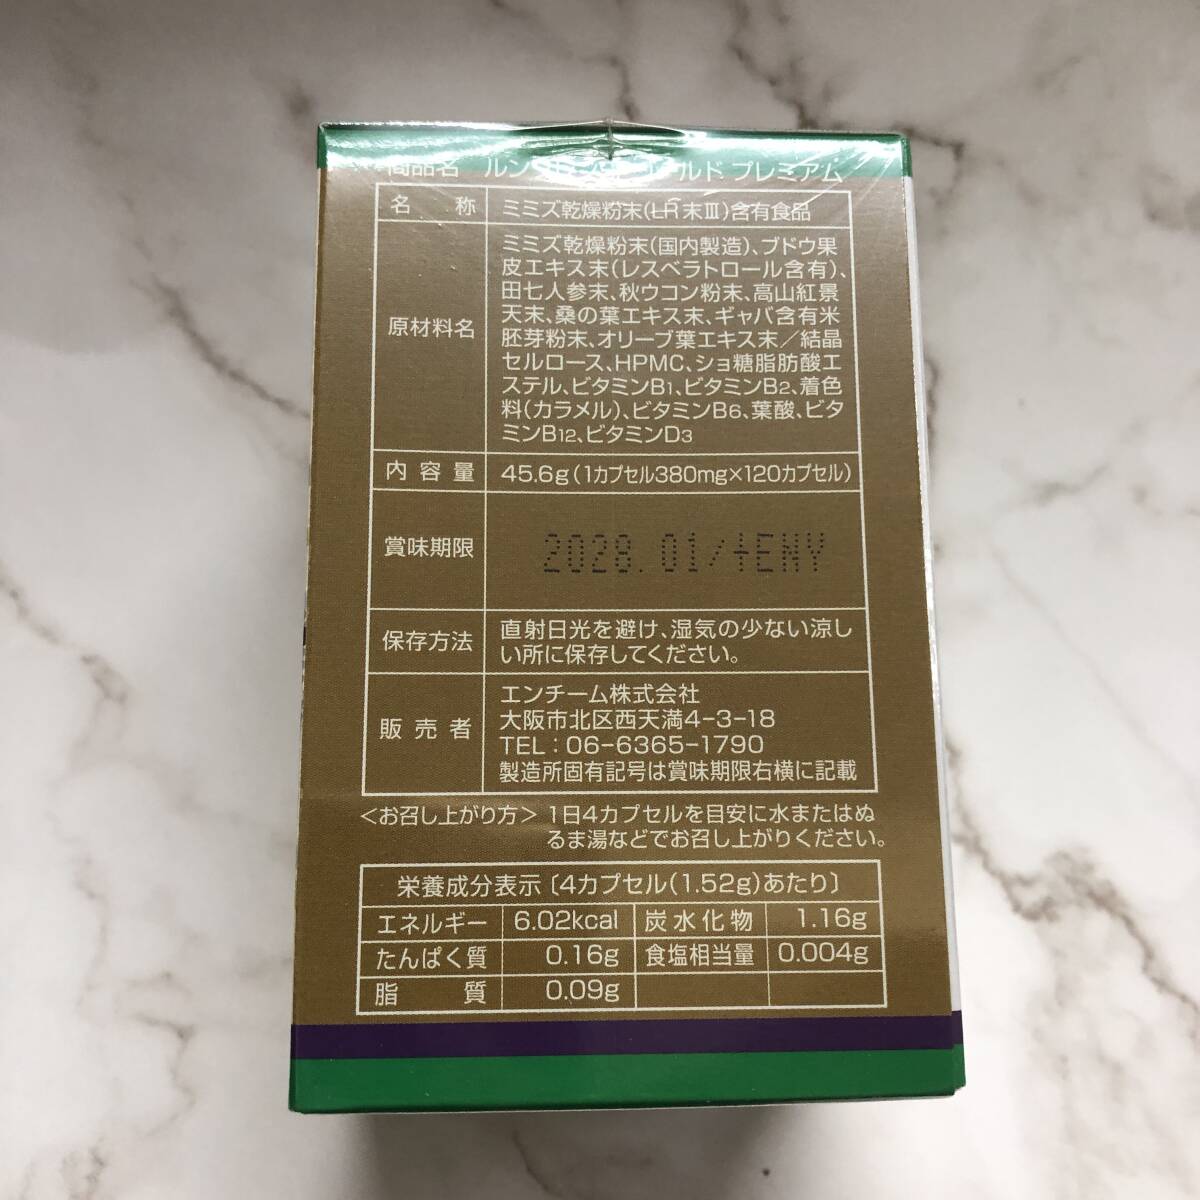 商品名 ルン プレミアム
名 称 ミミズ乾燥粉末(LR末Ⅲ)含有食品
原材料名
ミミズ乾燥粉末(国内製造)、ブドウ果
皮エキス末(レスベラトロール含有)、
田七人参末、秋ウコン粉末、高山紅景
天末、桑の葉エキス末、ギャバ含有米
胚芽粉末、オリーブ葉エキス末/結晶
セルロース、HPMC、ショ糖脂肪酸エ
ステル、ビタミンB1、ビタミンB2、着色
料(カラメル)、ビタミンB6、葉酸、ビタ
ミンB12、ビタミンD3
内容量 45.6g(1カプセル380mg×120カプセル)
賞味期限 2028.01/tENY
保存方法
直射日光を避け、湿気の少ない涼し
い所に保存してください。
販売者
エンチーム株式会社
大阪市北区西天満4-3-18
TEL:06-6365-1790
製造所固有記号は賞味期限右横に記載
<お召し上がり方> 1日4カプセルを目安に水またはぬ
るま湯などでお召し上がりください。
栄養成分表示〔4カプセル(1.52g)あたり〕
エネルギー 6.02kcal 炭水化物 1.16g
たんぱく質 0.16g 食塩相当量 0.004g
脂質 0.09g